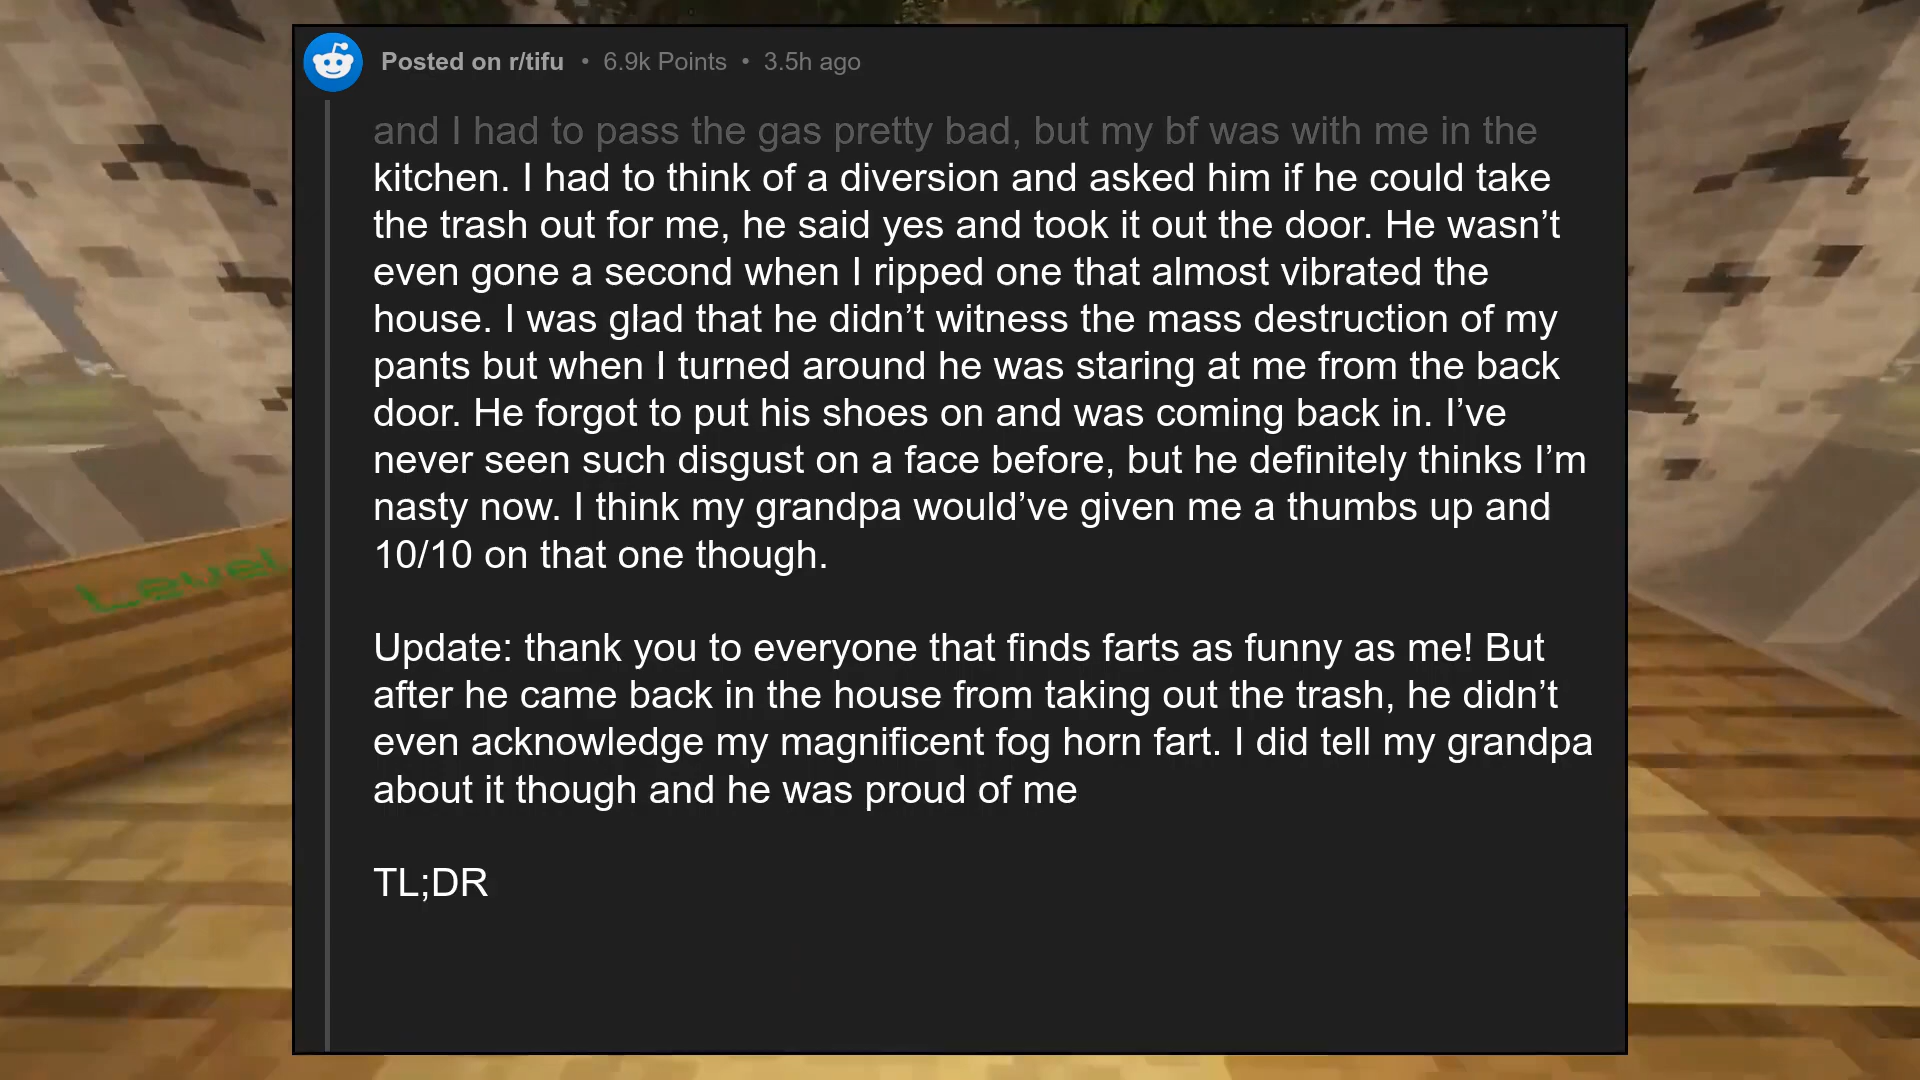 Posted on r/tifu • 6.9k Points • 3.5h ago
and I had to pass the gas pretty bad, but my bf was with me in the
kitchen. I had to think of a diversion and asked him if he could take
the trash out for me, he said yes and took it out the door. He wasn’t
even gone a second when I ripped one that almost vibrated the
house. I was glad that he didn’t witness the mass destruction of my
pants but when I turned around he was staring at me from the back
door. He forgot to put his shoes on and was coming back in. I’ve
never seen such disgust on a face before, but he definitely thinks I’m
nasty now. I think my grandpa would’ve given me a thumbs up and
10/10 on that one though.
Update: thank you to everyone that finds farts as funny as me! But
after he came back in the house from taking out the trash, he didn’t
even acknowledge my magnificent fog horn fart. I did tell my grandpa
about it though and he was proud of me
TL;DR
Level